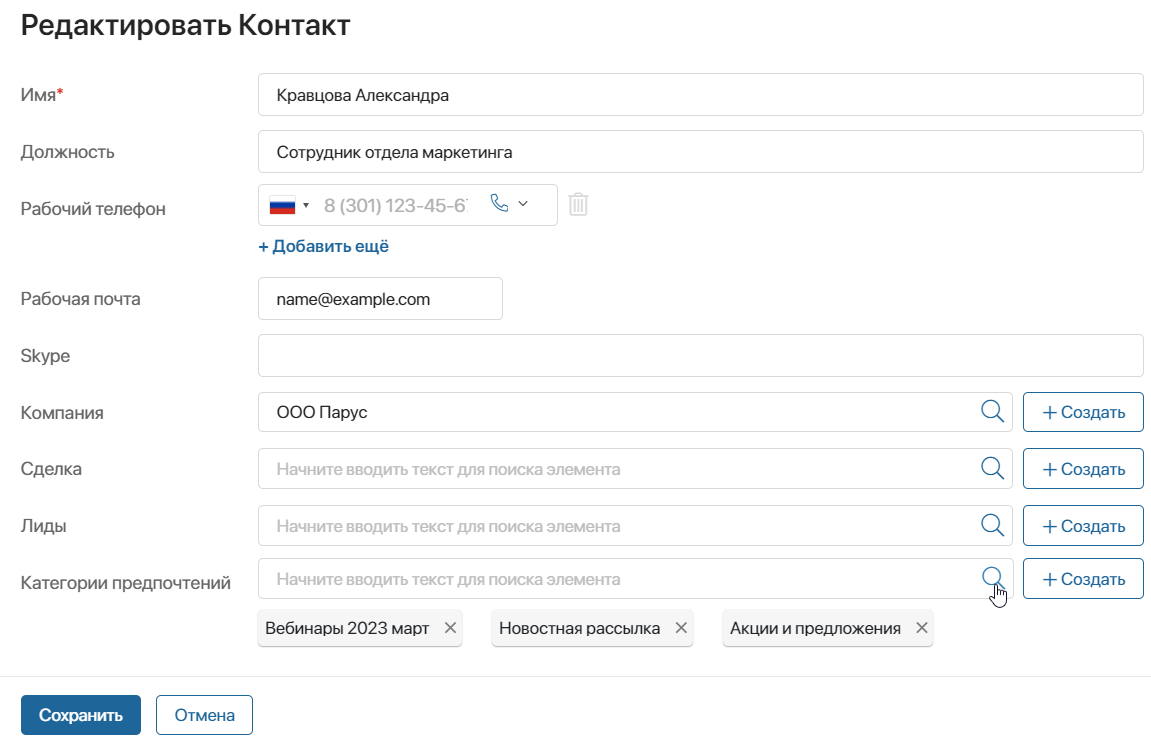 Редактировать Контакт
Имя* Кравцова Александра
Должность Сотрудник отдела маркетинга
Рабочий телефон 8 (301) 123-45-67
+ Добавить ещё
Рабочая почта name@example.com
Skype
Компания ООО Парус + Создать
Сделка Начните вводить текст для поиска элемента + Создать
Лиды Начните вводить текст для поиска элемента + Создать
Категории предпочтений Начните вводить текст для поиска элемента + Создать
Вебинары 2023 март × Новостная рассылка × Акции и предложения ×
Сохранить Отмена